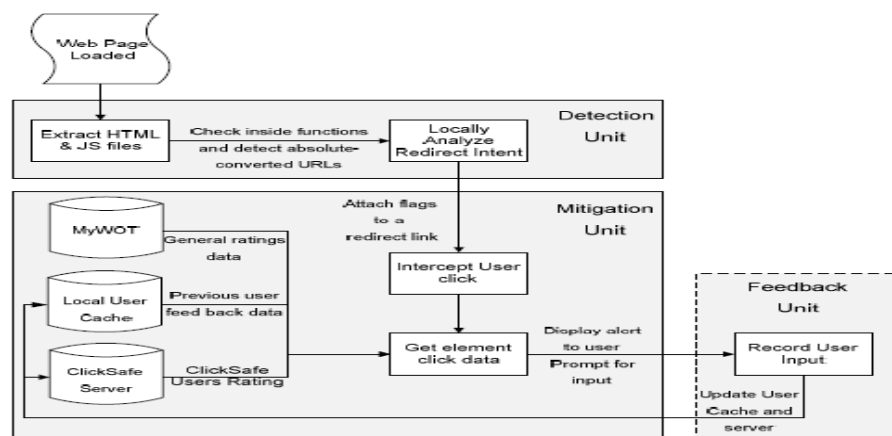 Web Page
Loaded
Detection
Unit
Extract HTML
& JS files
Check inside functions
and detect absolute-
converted URLs
Locally
Analyze
Redirect Intent
Attach flags
to a
redirect link
Mitigation
Unit
MyWOT
General ratings
data
Intercept User
click
Local User
Cache
Previous user
feed back data
ClickSafe
Server
ClickSafe
Users Rating
Get element
click data
Display alert
to user
Prompt for
input
Feedback
Unit
Record User
Input
Update User
Cache and
server